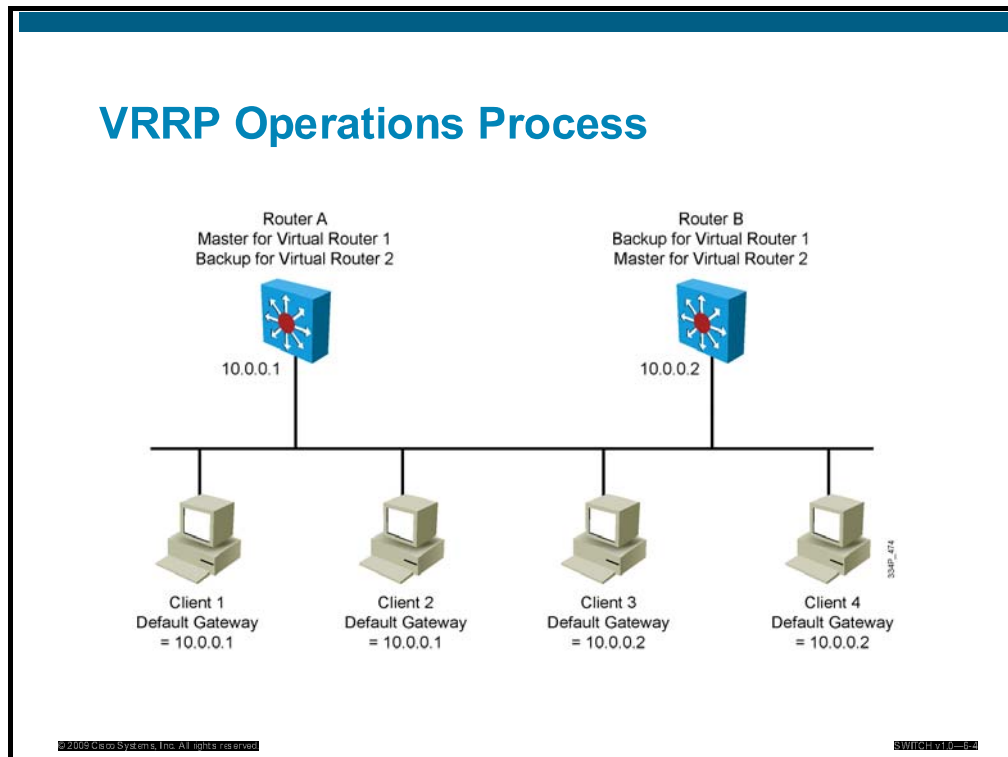 VRRP Operations Process
Router A
Master for Virtual Router 1
Backup for Virtual Router 2
Router B
Backup for Virtual Router 1
Master for Virtual Router 2
10.0.0.1
10.0.0.2
334P_474
Client 1
Default Gateway
= 10.0.0.1
Client 2
Default Gateway
= 10.0.0.1
Client 3
Default Gateway
= 10.0.0.2
Client 4
Default Gateway
= 10.0.0.2
© 2009 Cisco Systems, Inc. All rights reserved.
SWITCH v1.0—6-4